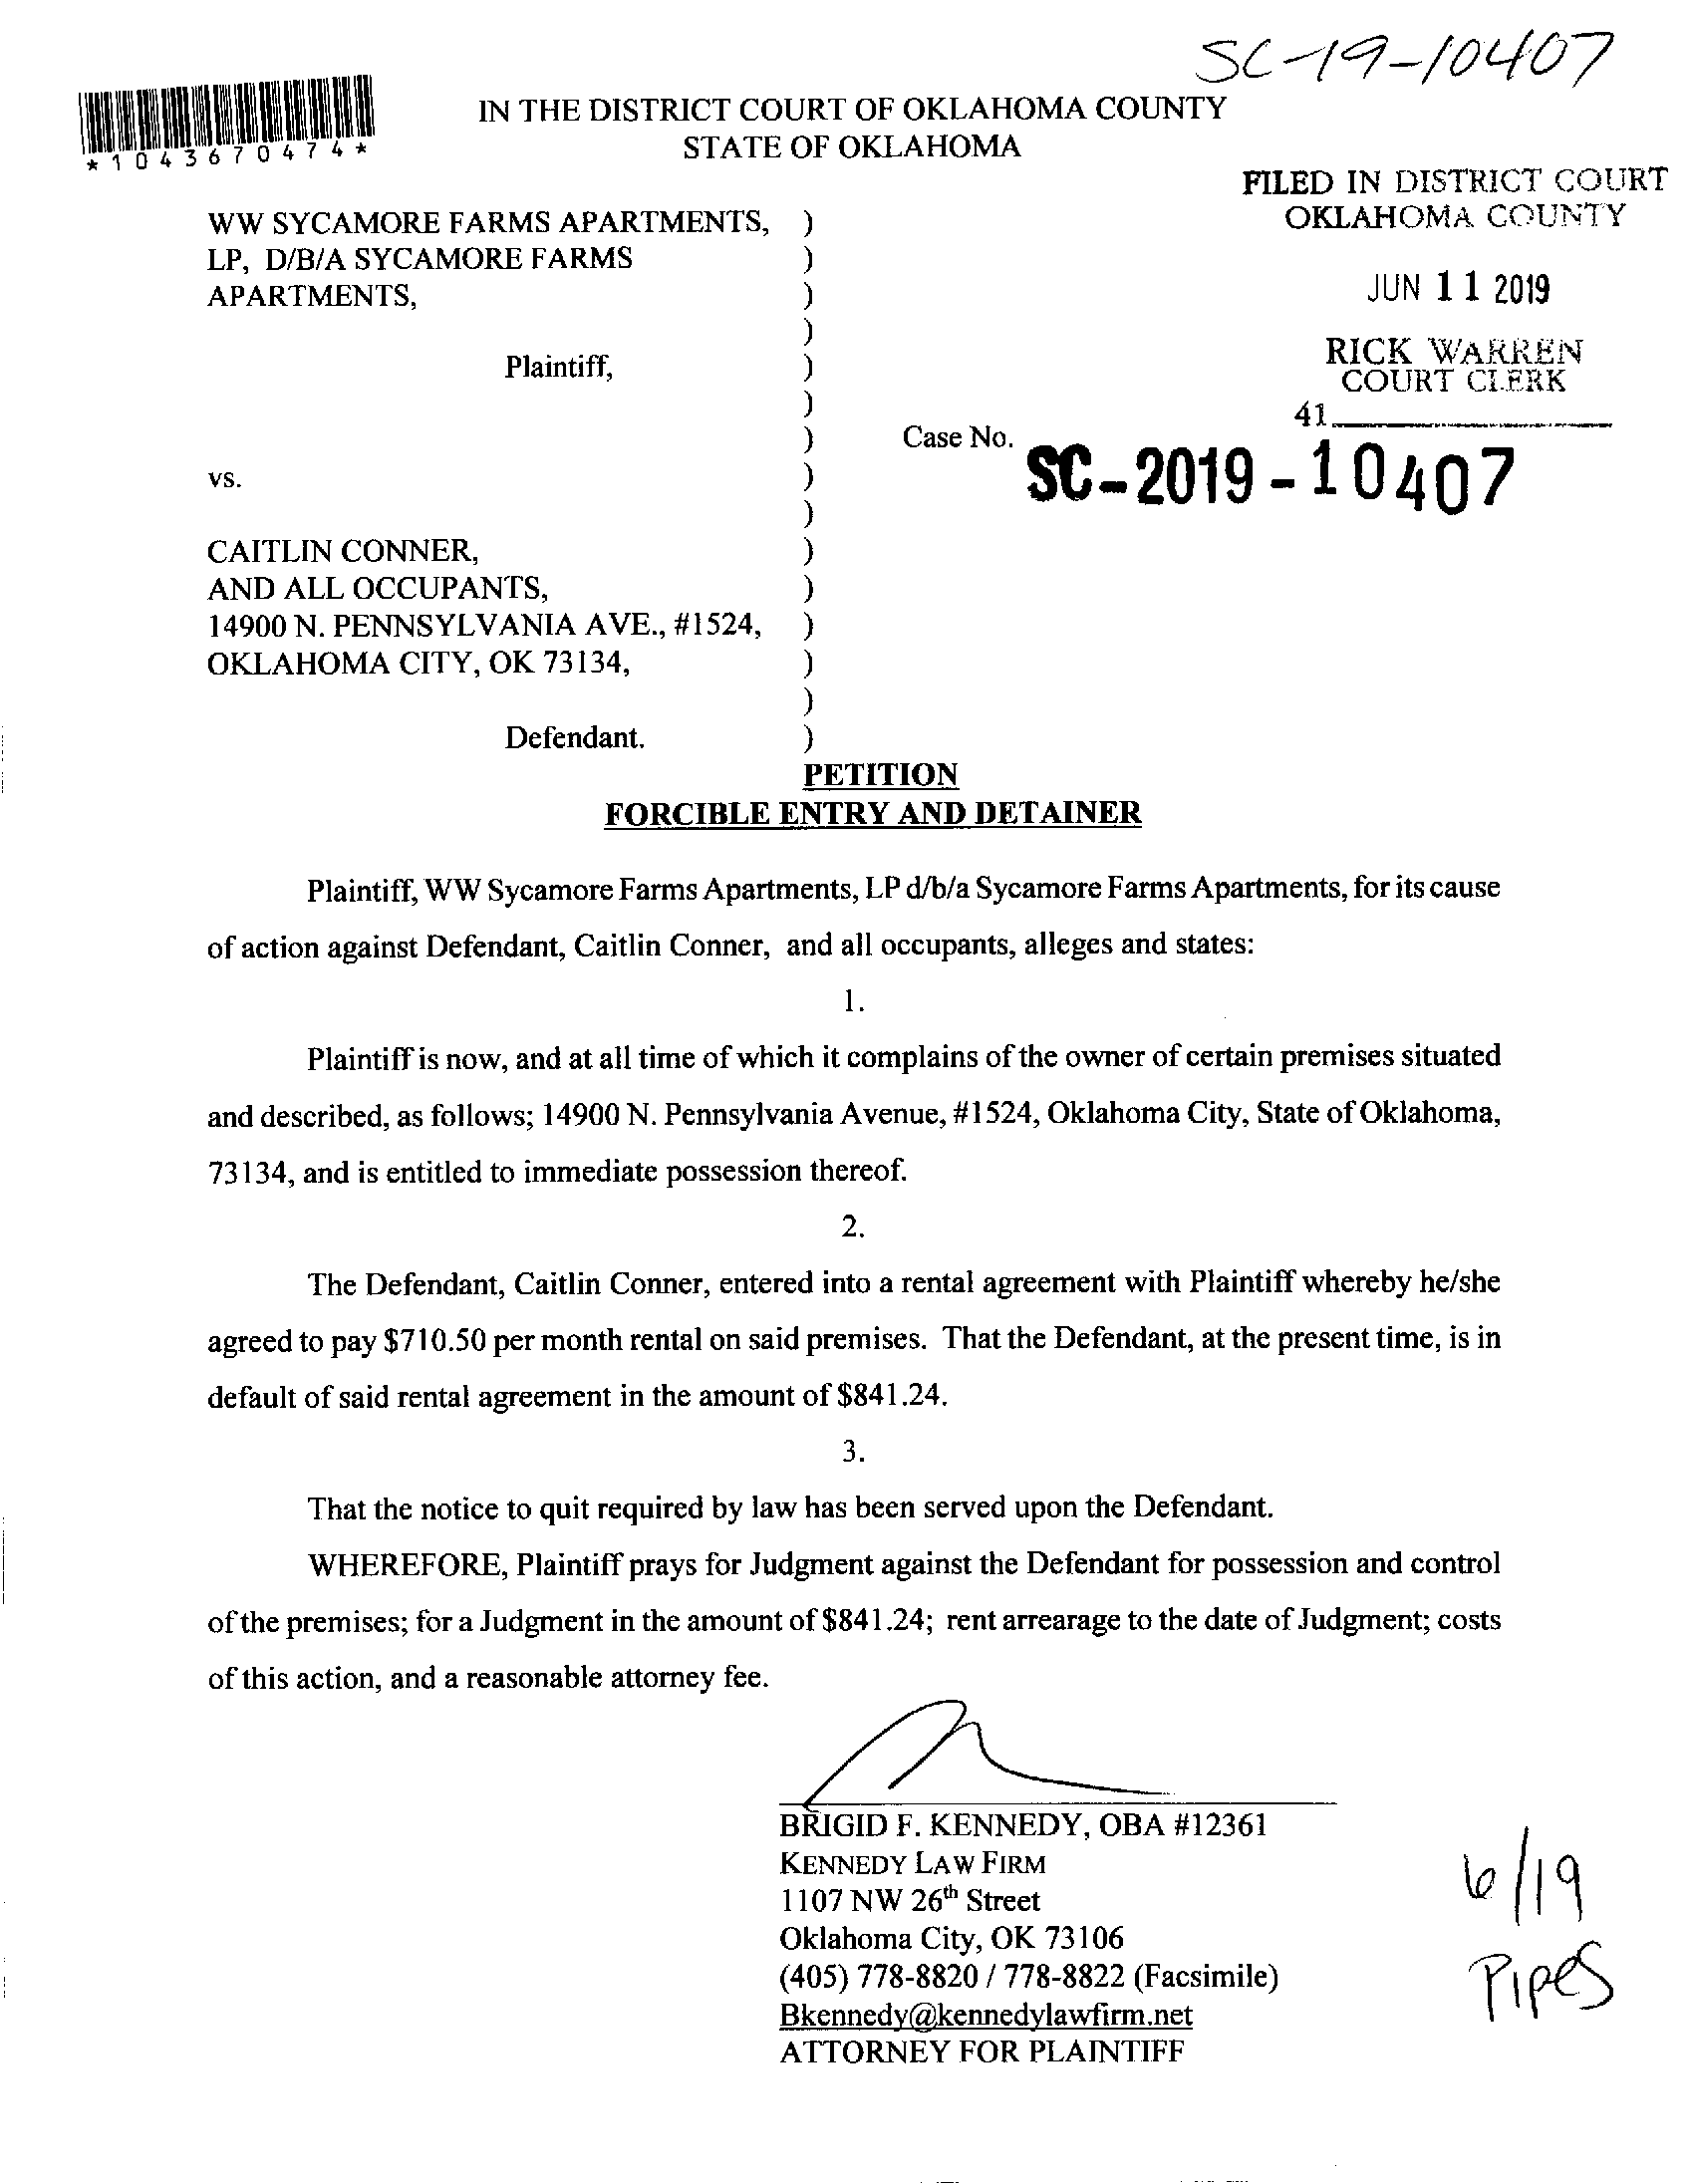 SC-19-10407
*1043670474*
IN THE DISTRICT COURT OF OKLAHOMA COUNTY
STATE OF OKLAHOMA
FILED IN DISTRICT COURT
OKLAHOMA COUNTY
JUN 11 2019
RICK WARREN
COURT CLERK
41
WW SYCAMORE FARMS APARTMENTS, )
LP, D/B/A SYCAMORE FARMS )
APARTMENTS, )
)
Plaintiff, )
)
) Case No. SC-2019-10407
vs. )
)
CAITLIN CONNER, )
AND ALL OCCUPANTS, )
14900 N. PENNSYLVANIA AVE., #1524, )
OKLAHOMA CITY, OK 73134, )
)
Defendant. )
PETITION
FORCIBLE ENTRY AND DETAINER
Plaintiff, WW Sycamore Farms Apartments, LP d/b/a Sycamore Farms Apartments, for its cause
of action against Defendant, Caitlin Conner, and all occupants, alleges and states:
1.
Plaintiff is now, and at all time of which it complains of the owner of certain premises situated
and described, as follows; 14900 N. Pennsylvania Avenue, #1524, Oklahoma City, State of Oklahoma,
73134, and is entitled to immediate possession thereof.
2.
The Defendant, Caitlin Conner, entered into a rental agreement with Plaintiff whereby he/she
agreed to pay $710.50 per month rental on said premises. That the Defendant, at the present time, is in
default of said rental agreement in the amount of $841.24.
3.
That the notice to quit required by law has been served upon the Defendant.
WHEREFORE, Plaintiff prays for Judgment against the Defendant for possession and control
of the premises; for a Judgment in the amount of $841.24; rent arrearage to the date of Judgment; costs
of this action, and a reasonable attorney fee.
BRIGID F. KENNEDY, OBA #12361
KENNEDY LAW FIRM
1107 NW 26th Street
Oklahoma City, OK 73106
(405) 778-8820 / 778-8822 (Facsimile)
Bkennedy@kennedylawfirm.net
ATTORNEY FOR PLAINTIFF
6/19
Pipes